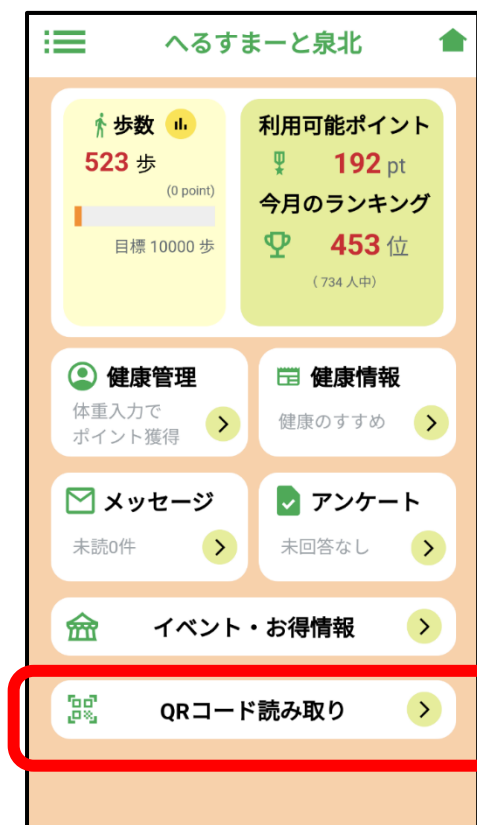 へるすまーと泉北
歩数
523 歩
(0 point)
目標 10000 歩
利用可能ポイント
192 pt
今月のランキング
453 位
（734 人中）
健康管理
体重入力で
ポイント獲得
健康情報
健康のすすめ
メッセージ
未読0件
アンケート
未回答なし
イベント・お得情報
QRコード読み取り